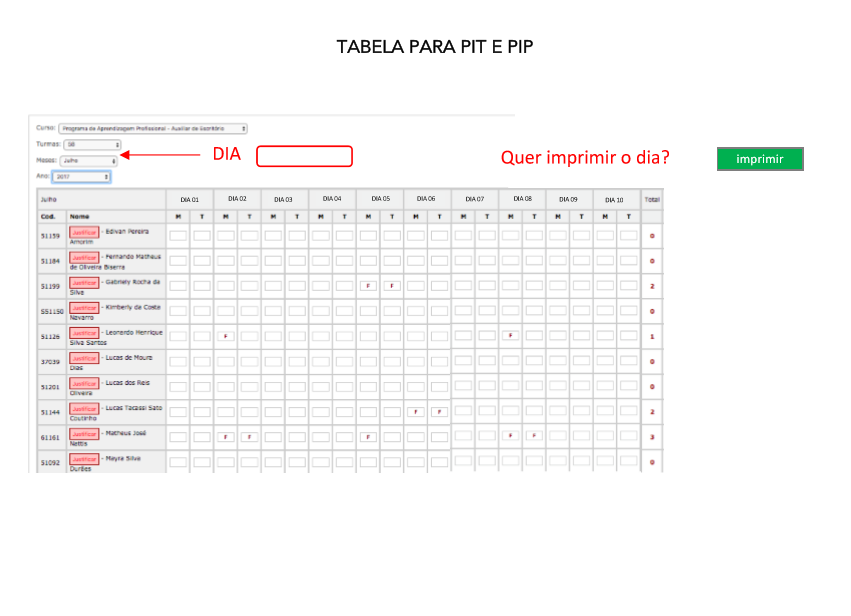 TABELA PARA PIT E PIP
Curso: Programa de Aprendizagem Profissional - Auxiliar de Escritório
Turmas: 58
Meses: Julho
DIA
Quer imprimir o dia?
imprimir
Ano: 2017
Julho DIA 01 DIA 02 DIA 03 DIA 04 DIA 05 DIA 06 DIA 07 DIA 08 DIA 09 DIA 10 Total
Cod. Nome M T M T M T M T M T M T M T M T M T M T
51159 Justificar - Edivan Pereira Amorim 0
51184 Justificar - Fernando Matheus de Oliveira Biserra 0
51199 Justificar - Gabriely Rocha da Silva F F 2
551150 Justificar - Kimberly da Costa Navarro 0
51126 Justificar - Leonardo Henrique Silva Santos F F 1
37039 Justificar - Lucas de Moura Dias 0
51201 Justificar - Lucas dos Reis Oliveira 0
51144 Justificar - Lucas Tacassi Sato Coutinho F F 2
61161 Justificar - Matheus José Nettis F F F F F 3
51092 Justificar - Mayra Silva Durães 0